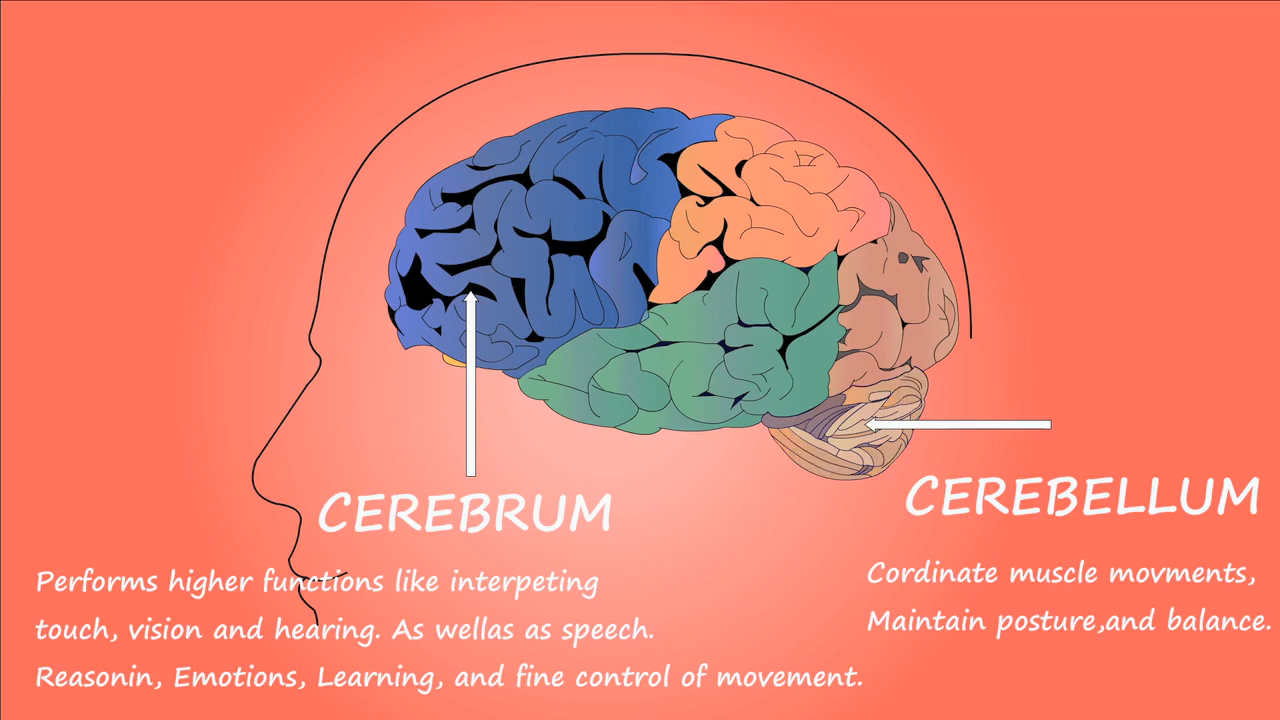 CEREBRUM
Performs higher functions like interpeting
touch, vision and hearing. As wellas as speech.
Reasonin, Emotions, Learning, and fine control of movement.
CEREBELLUM
Cordinate muscle movments,
Maintain posture,and balance.